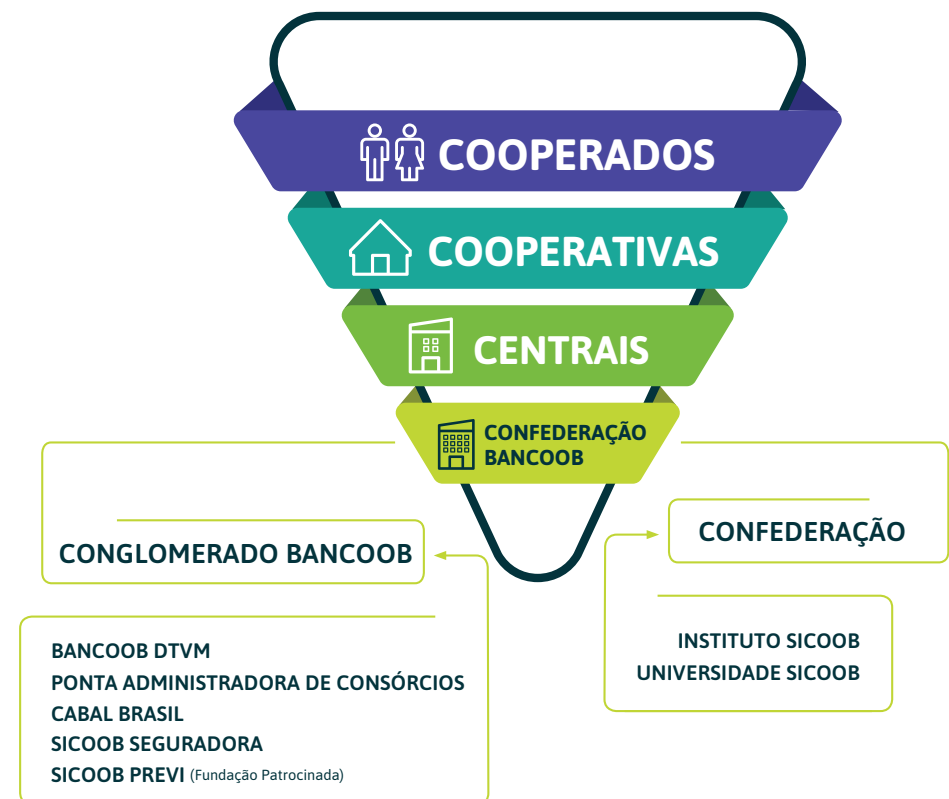 COOPERADOS
COOPERATIVAS
CENTRAIS
CONFEDERAÇÃO
BANCOOB
CONGLOMERADO BANCOOB
BANCOOB DTVM
PONTA ADMINISTRADORA DE CONSÓRCIOS
CABAL BRASIL
SICOOB SEGURADORA
SICOOB PREVI (Fundação Patrocinada)
CONFEDERAÇÃO
INSTITUTO SICOOB
UNIVERSIDADE SICOOB